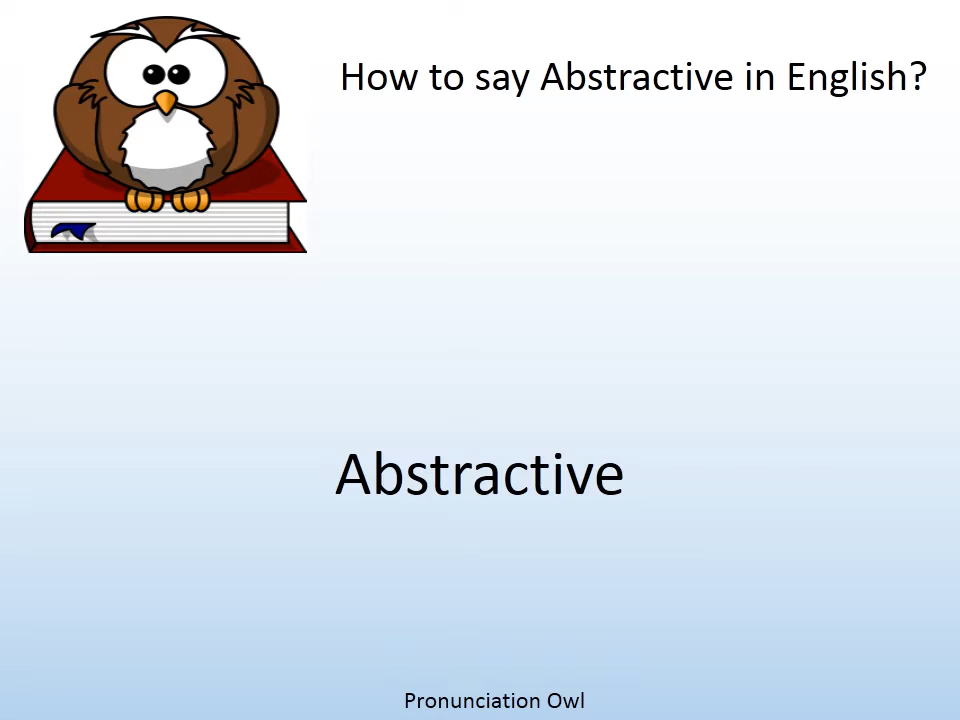 How to say Abstractive in English?
Abstractive
Pronunciation Owl